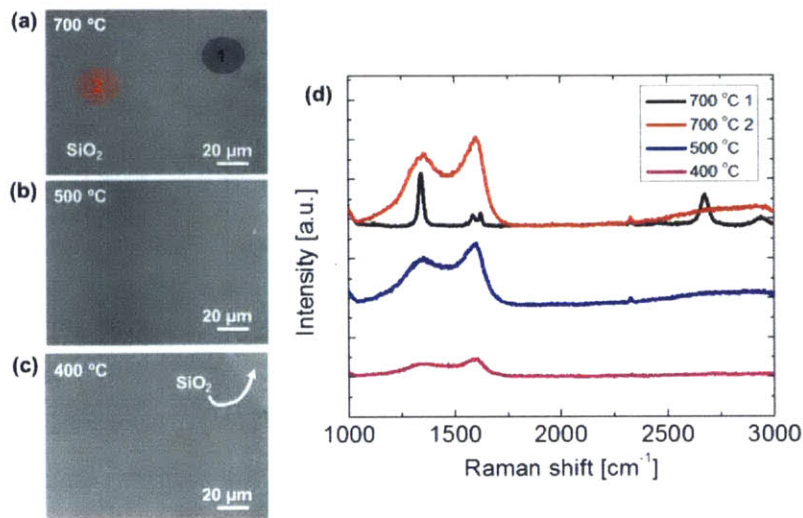 (a)
700 °C
1
2
SiO₂
20 µm
(b)
500 °C
20 µm
(c)
400 °C
SiO₂
20 µm
(d)
700 °C 1
700 °C 2
500 °C
400 °C
Intensity [a.u.]
1000 1500 2000 2500 3000
Raman shift [cm⁻¹]